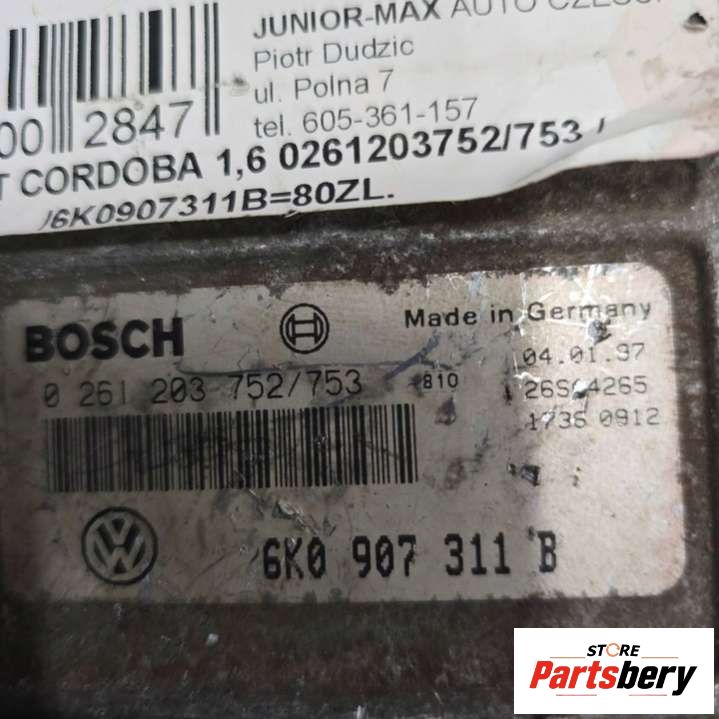 JUNIOR-MAX AUTO
Piotr Dudzic
ul. Polna 7
tel. 605-361-157
00 2847
CORDOBA 1,6 0261203752/753 /
/6K0907311B=80ZL.
BOSCH
Made in Germany
0 261 203 752/753
810
04.01.97
1736 0912
6K0 907 311 B
STORE
Partsbery